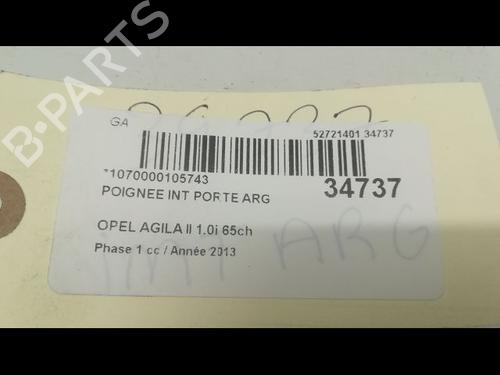 B-PARTS
GA
52721401 34737
*1070000105743
34737
POIGNEE INT PORTE ARG
OPEL AGILA II 1.0i 65ch
Phase 1 cc / Année 2013
ARG